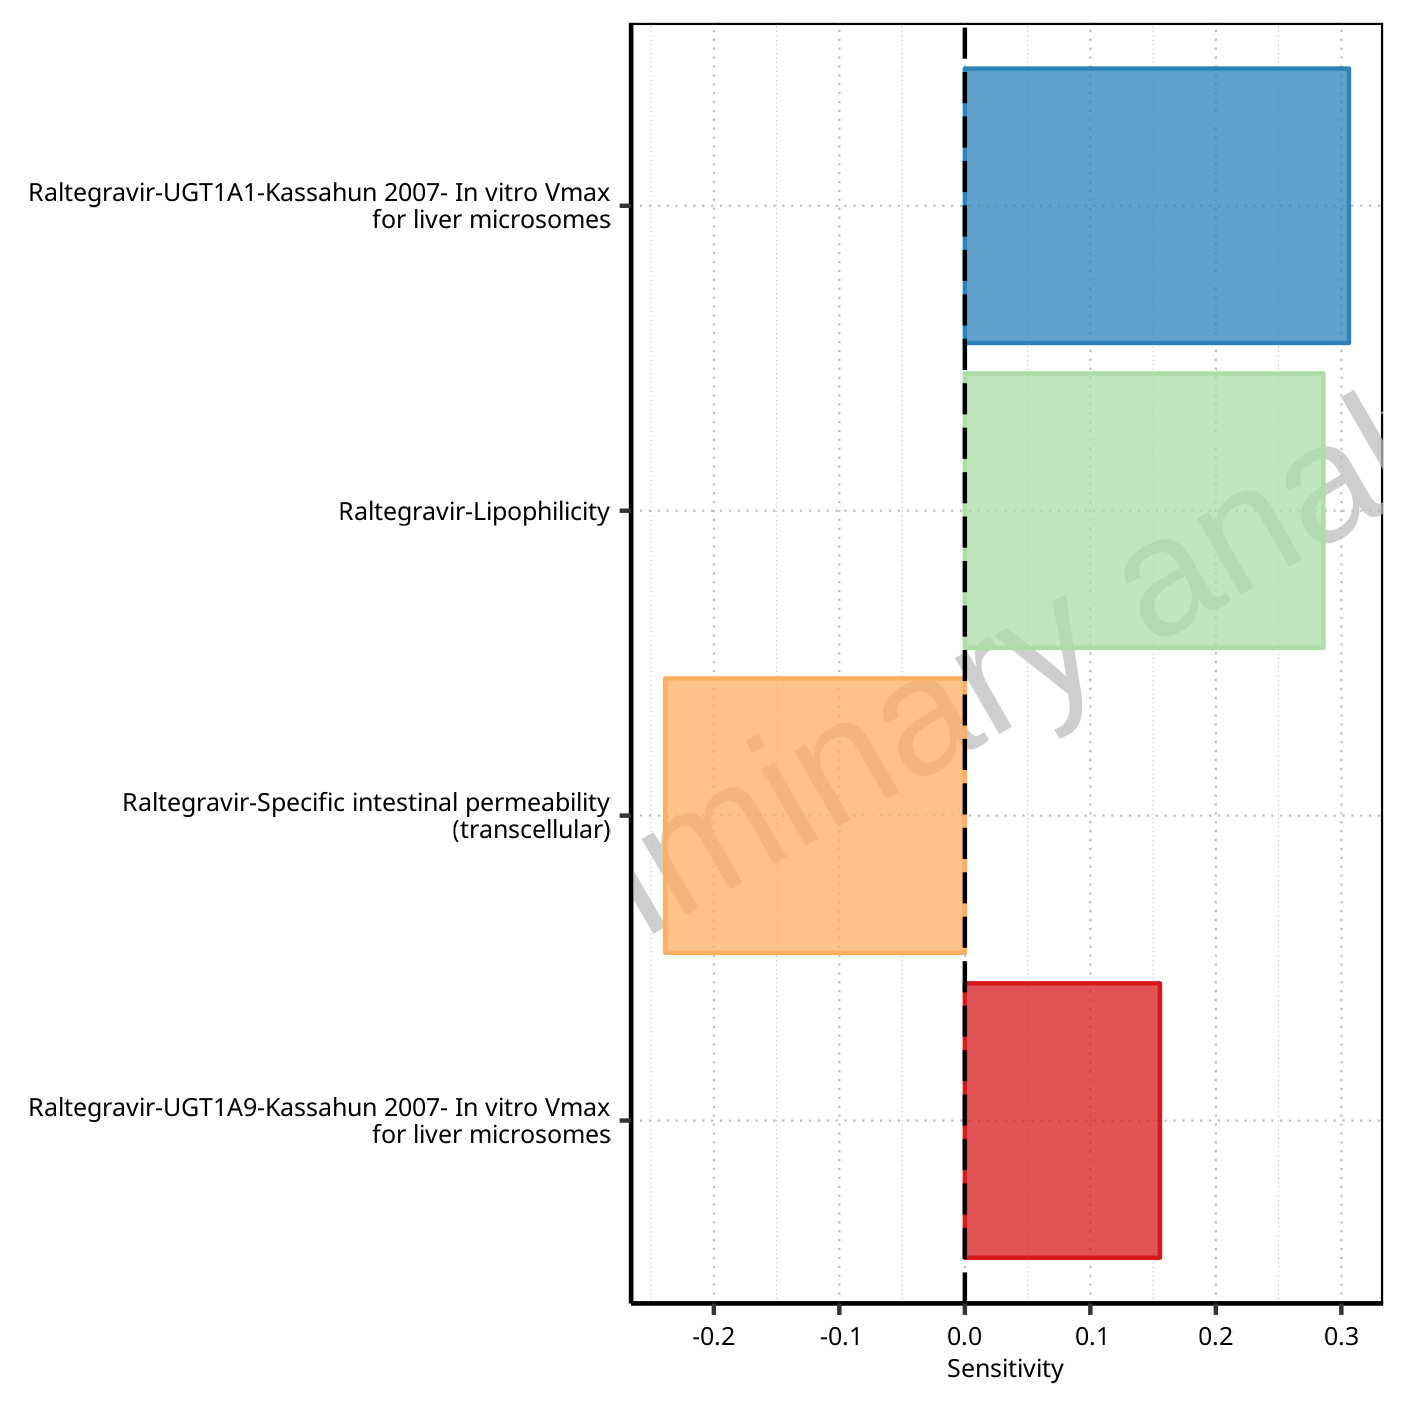 Raltegravir-UGT1A1-Kassahun 2007- In vitro Vmax
for liver microsomes
Raltegravir-Lipophilicity
Raltegravir-Specific intestinal permeability
(transcellular)
Raltegravir-UGT1A9-Kassahun 2007- In vitro Vmax
for liver microsomes
minary anal
-0.2 -0.1 0.0 0.1 0.2 0.3
Sensitivity